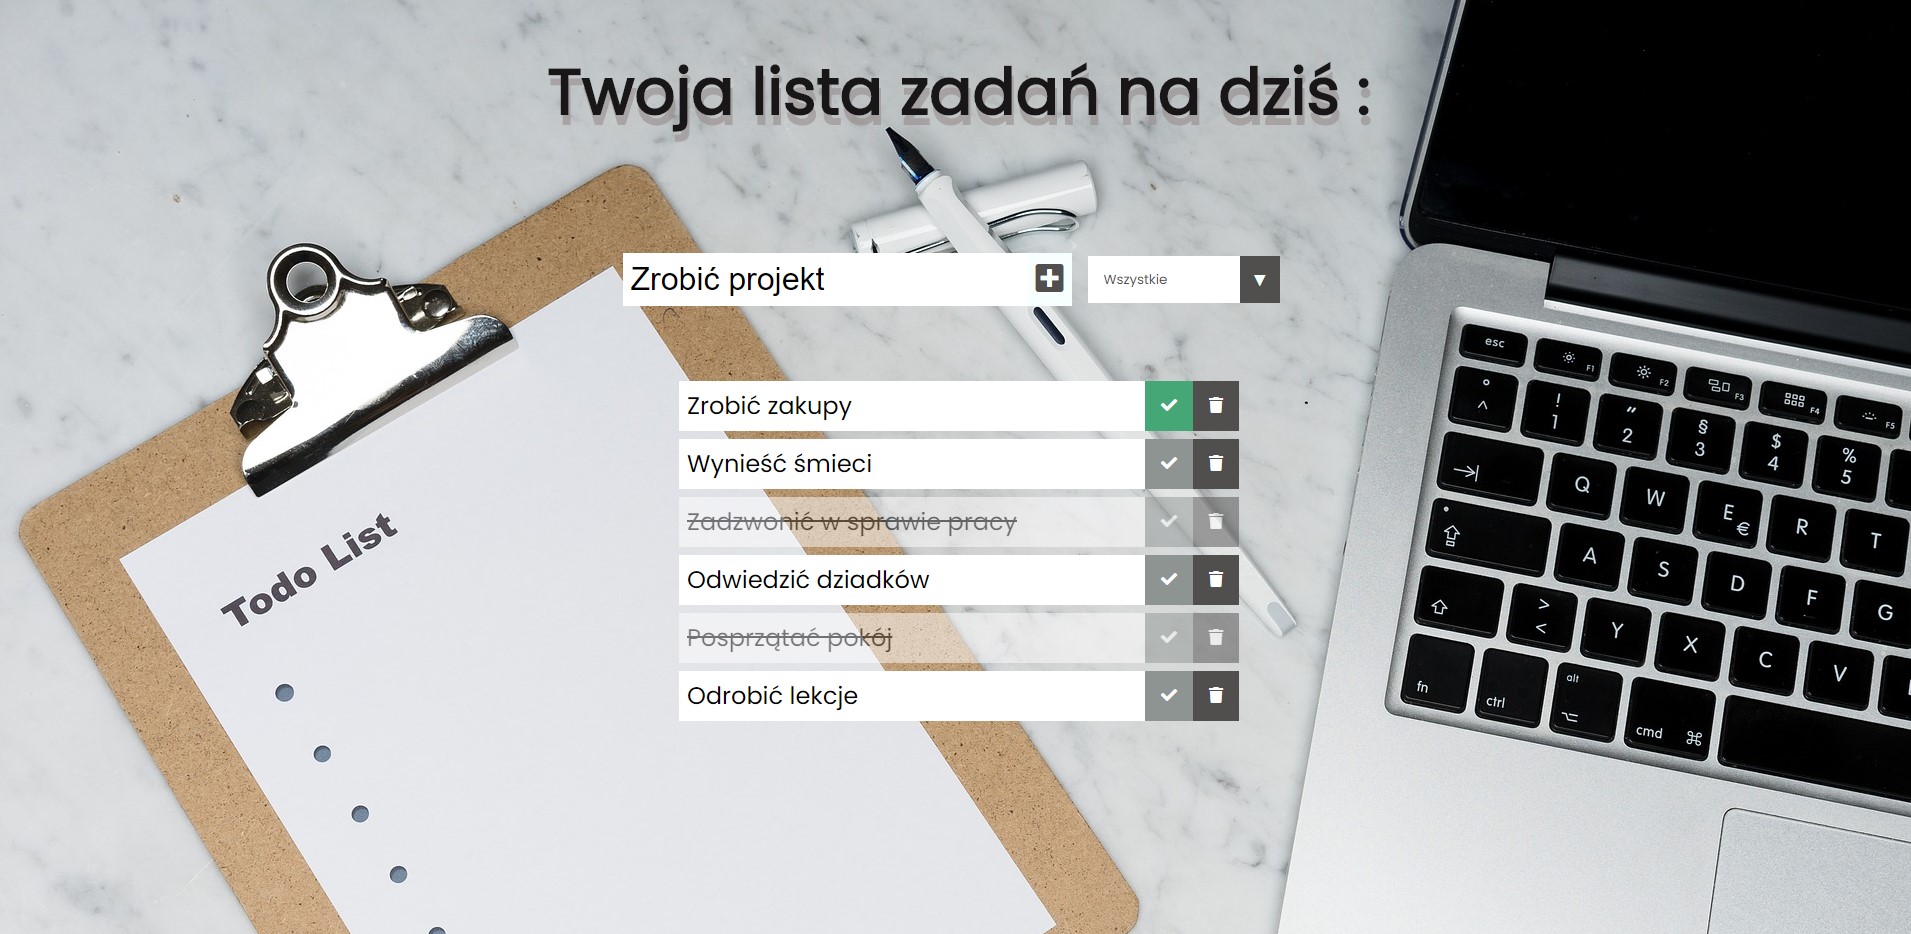 Twoja lista zadań na dziś :
Zrobić projekt
Wszystkie
Zrobić zakupy
Wynieść śmieci
Zadzwonić w sprawie pracy
Odwiedzić dziadków
Posprzątać pokój
Odrobić lekcje
Todo List
esc F1 F2 F3 F4 F5
° ^ ! 1 " 2 § 3 $ 4 % 5
Q W E € R T
A S D F G
> < Y X C V
fn ctrl alt cmd ⌘